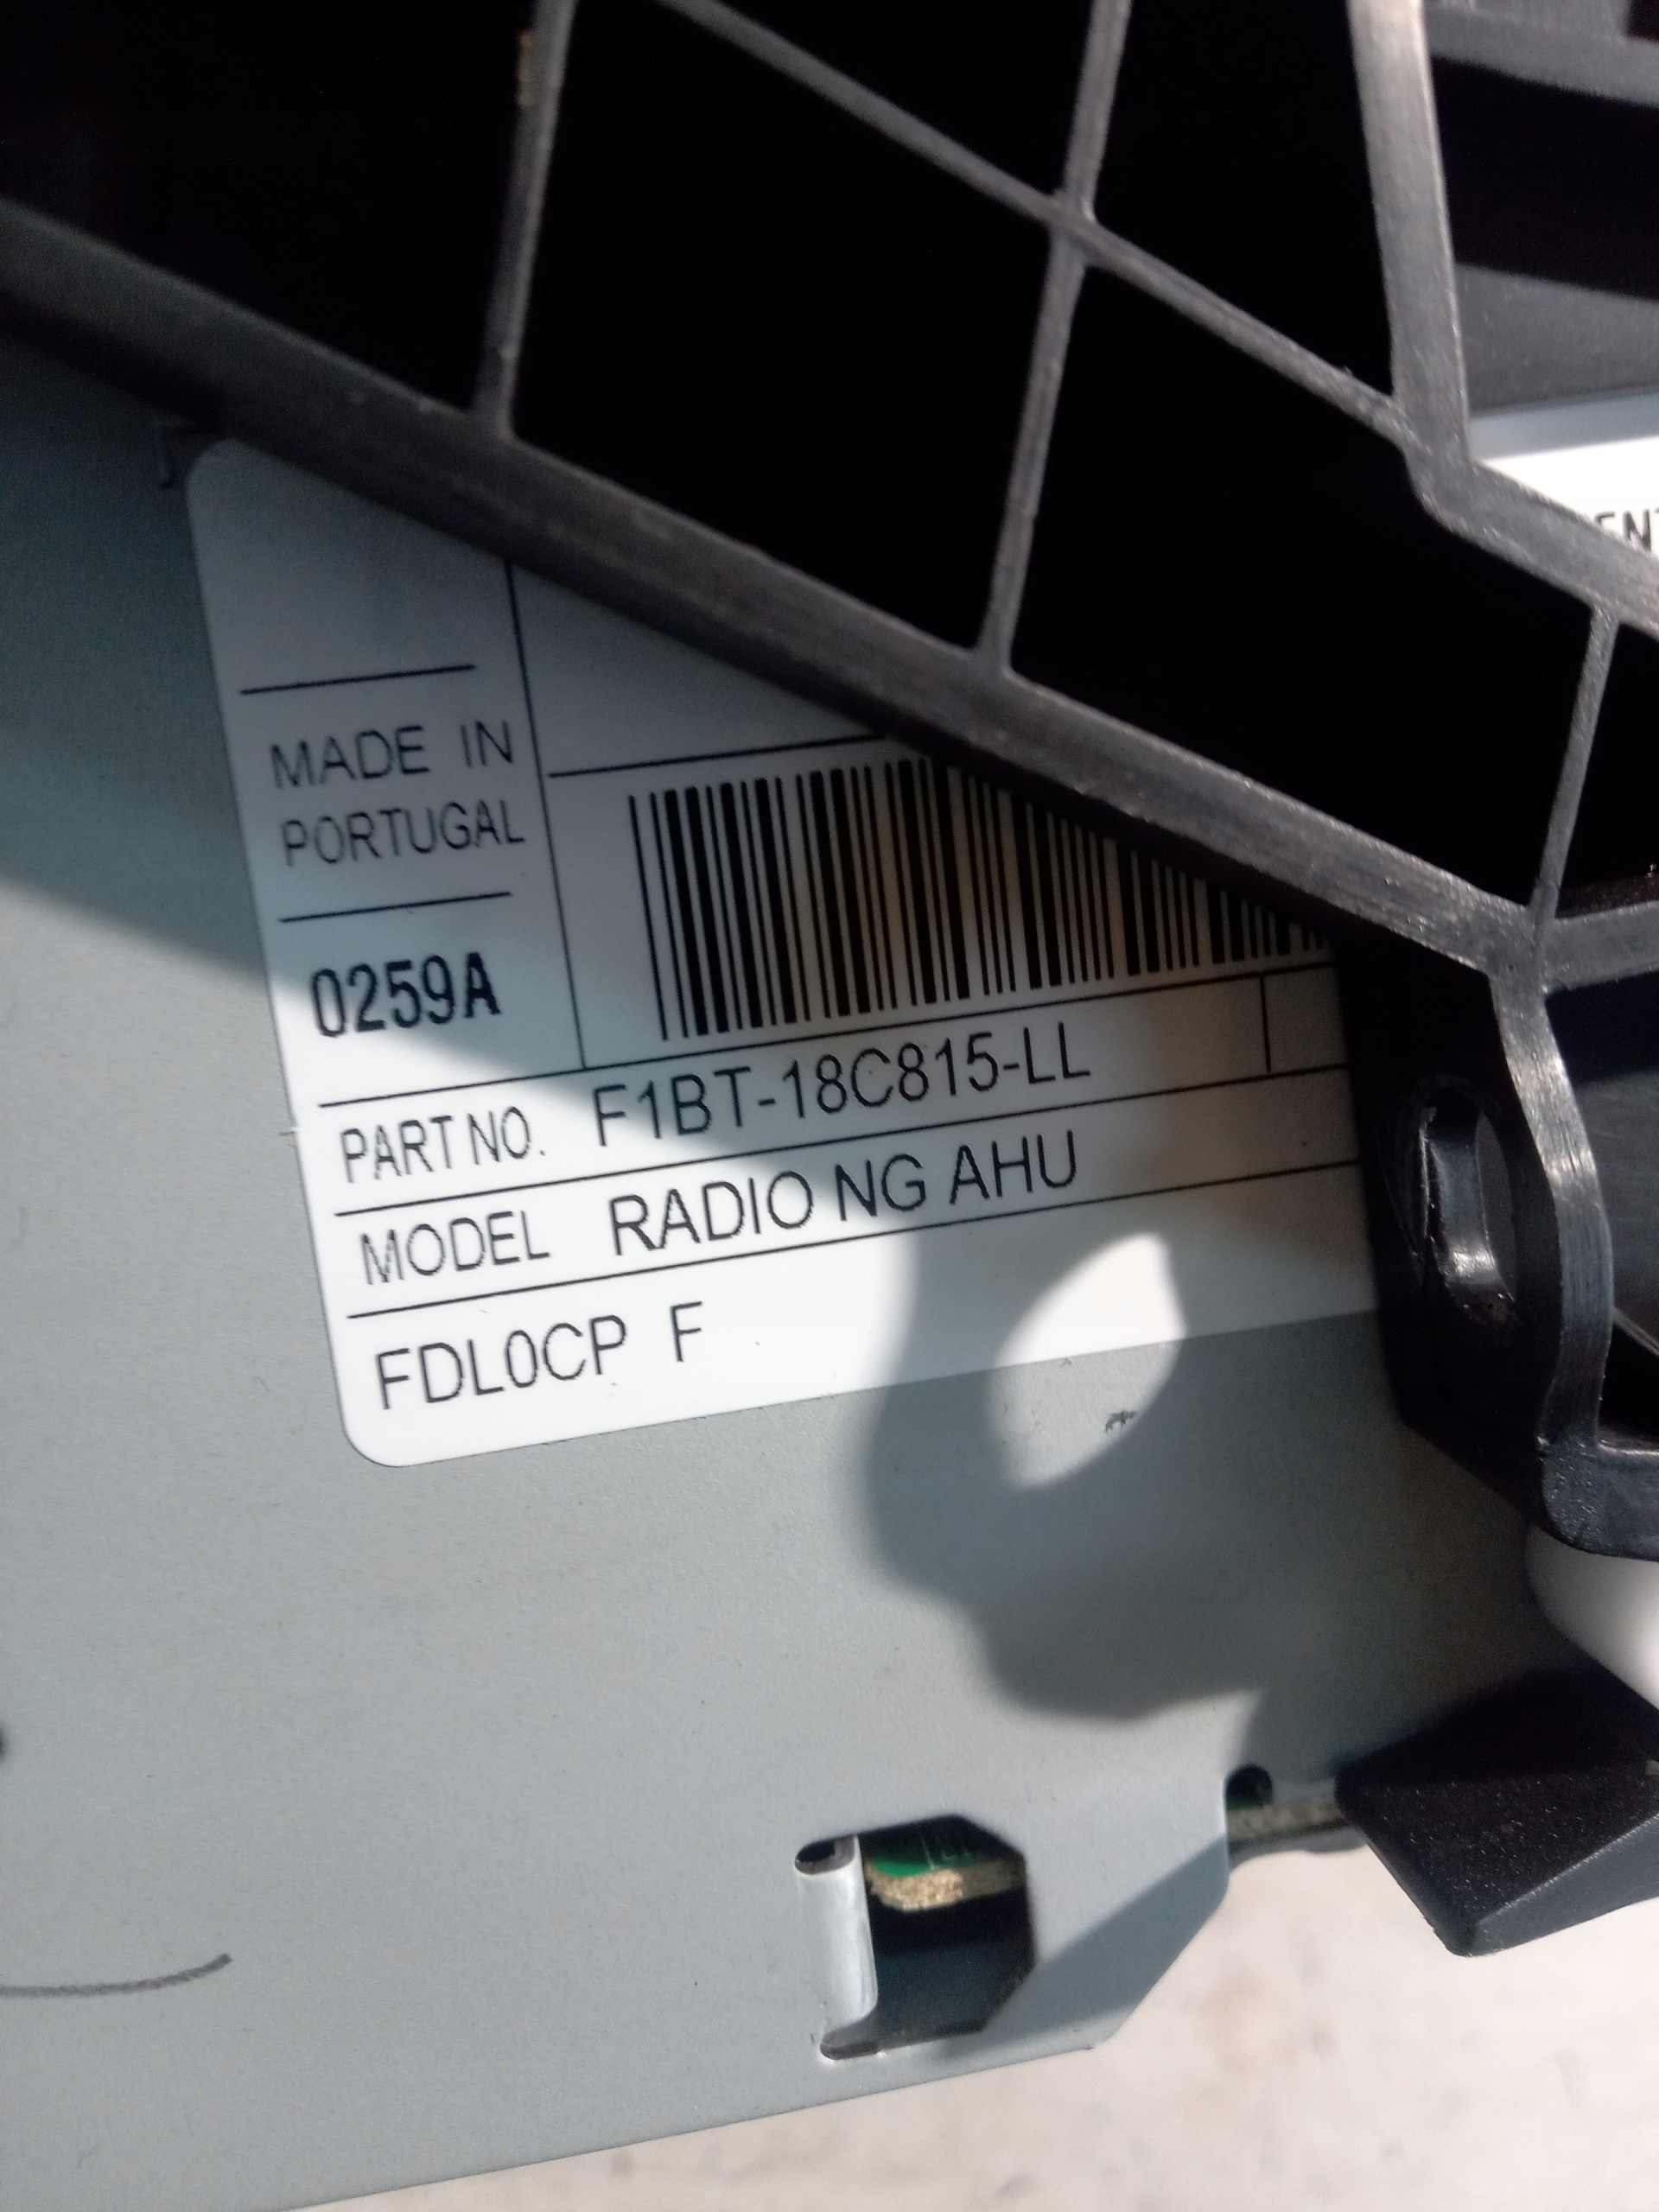 MADE IN
PORTUGAL
0259A
PART NO. F1BT-18C815-LL
MODEL RADIO NG AHU
FDL0CP F